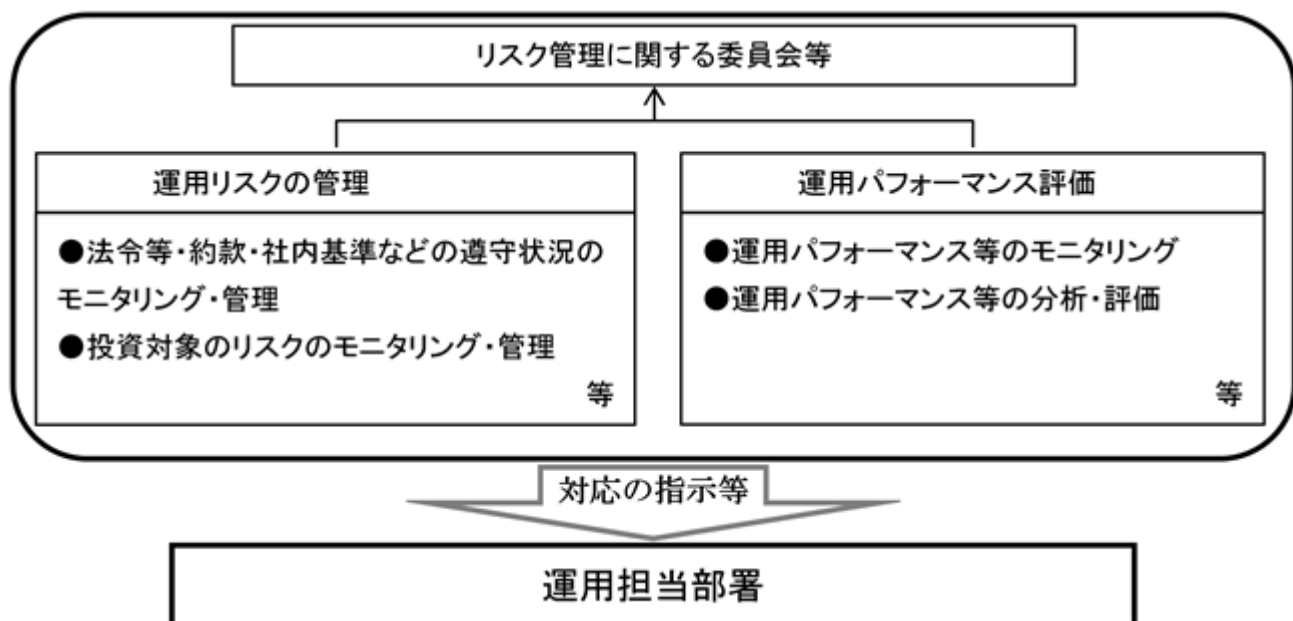 リスク管理に関する委員会等
運用リスクの管理
●法令等・約款・社内基準などの遵守状況の
モニタリング・管理
●投資対象のリスクのモニタリング・管理
等
運用パフォーマンス評価
●運用パフォーマンス等のモニタリング
●運用パフォーマンス等の分析・評価
等
対応の指示等
運用担当部署